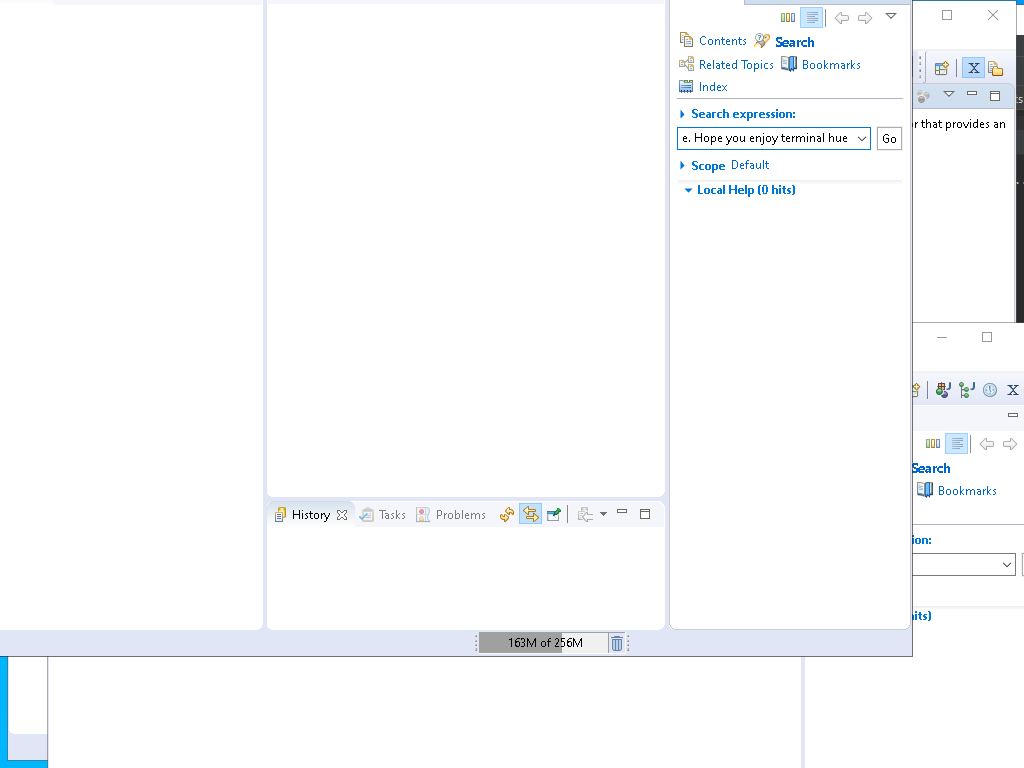 Contents
Search
Related Topics
Bookmarks
Index
Search expression:
e. Hope you enjoy terminal hue
Go
Scope Default
Local Help (0 hits)
X
r that provides an
History
Tasks
Problems
163M of 256M
X
Search
Bookmarks
ion:
hits)